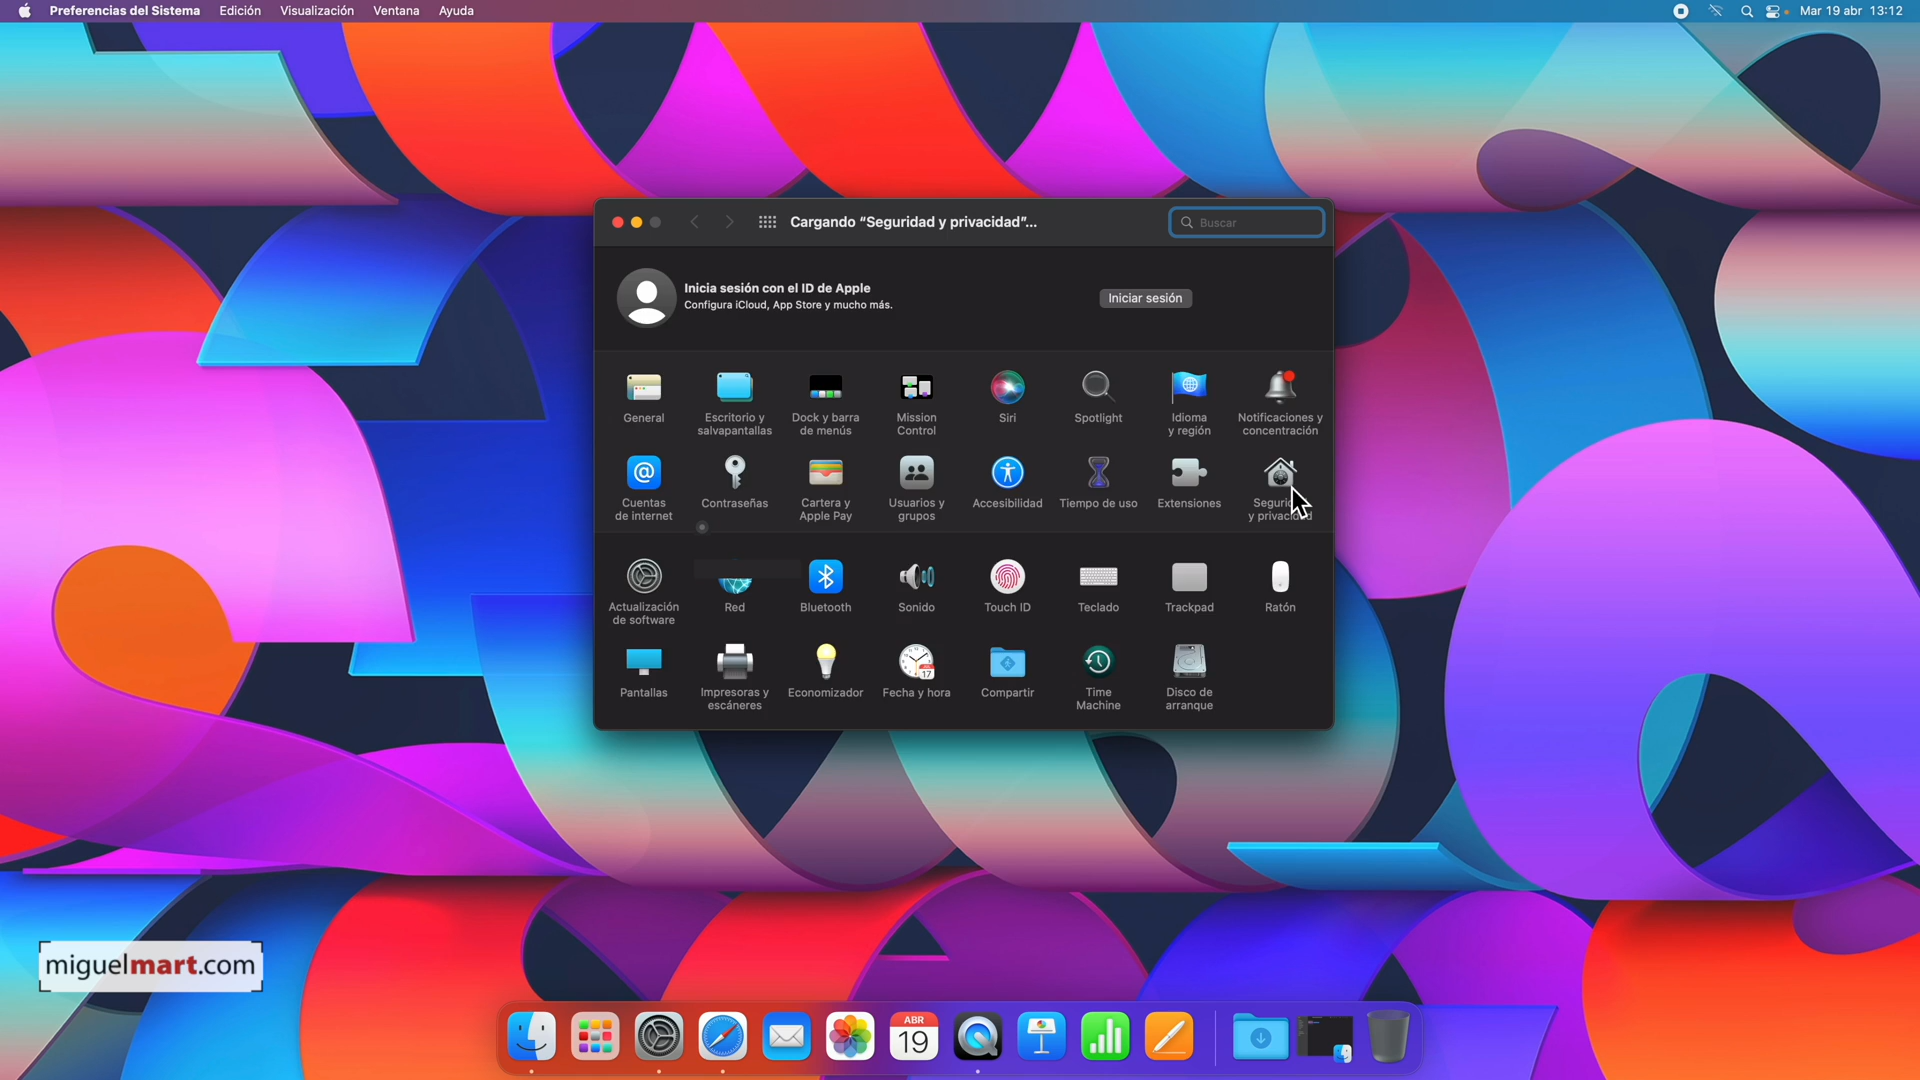 Preferencias del Sistema Edición Visualización Ventana Ayuda
Mar 19 abr 13:12
Cargando “Seguridad y privacidad”...
Buscar
Inicia sesión con el ID de Apple
Configura iCloud, App Store y mucho más.
Iniciar sesión
General
Escritorio y
salvapantallas
Dock y barra
de menús
Mission
Control
Siri
Spotlight
Idioma
y región
Notificaciones y
concentración
Cuentas
de internet
Contraseñas
Cartera y
Apple Pay
Usuarios y
grupos
Accesibilidad
Tiempo de uso
Extensiones
y
Actualización
de software
Red
Bluetooth
Sonido
Touch ID
Teclado
Trackpad
Ratón
Pantallas
Impresoras y
escáneres
Economizador
Fecha y hora
17
Compartir
Time
Machine
Disco de
arranque
miguelmart.com
ABR
19